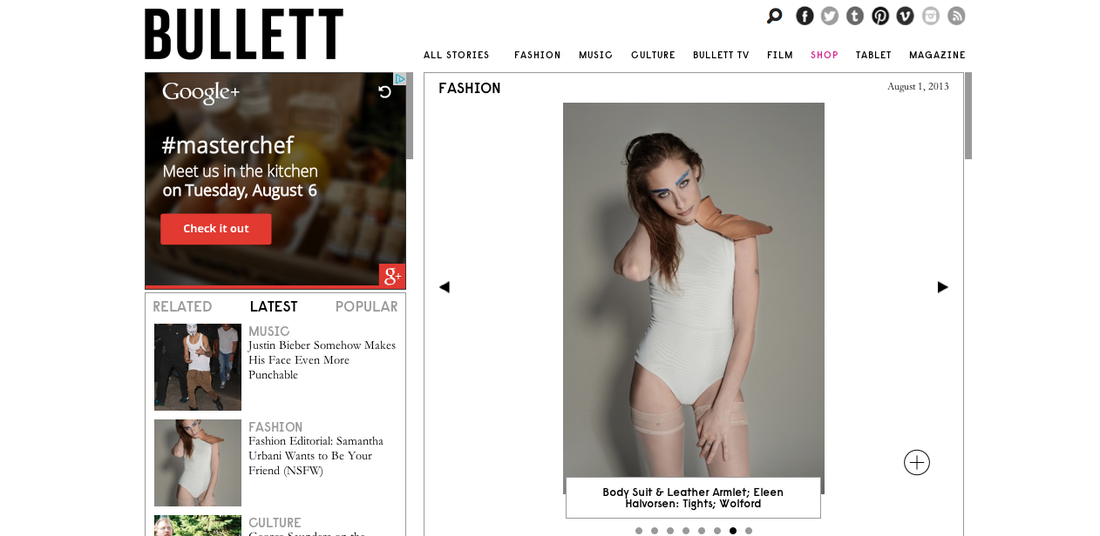 BULLETT
ALL STORIES FASHION MUSIC CULTURE BULLETT TV FILM SHOP TABLET MAGAZINE
Google+
#masterchef
Meet us in the kitchen
on Tuesday, August 6
Check it out
g+
RELATED LATEST POPULAR
MUSIC
Justin Bieber Somehow Makes
His Face Even More
Punchable
FASHION
Fashion Editorial: Samantha
Urbani Wants to Be Your
Friend (NSFW)
CULTURE
FASHION
August 1, 2013
Body Suit & Leather Armlet; Eileen
Halvorsen: Tights; Wolford